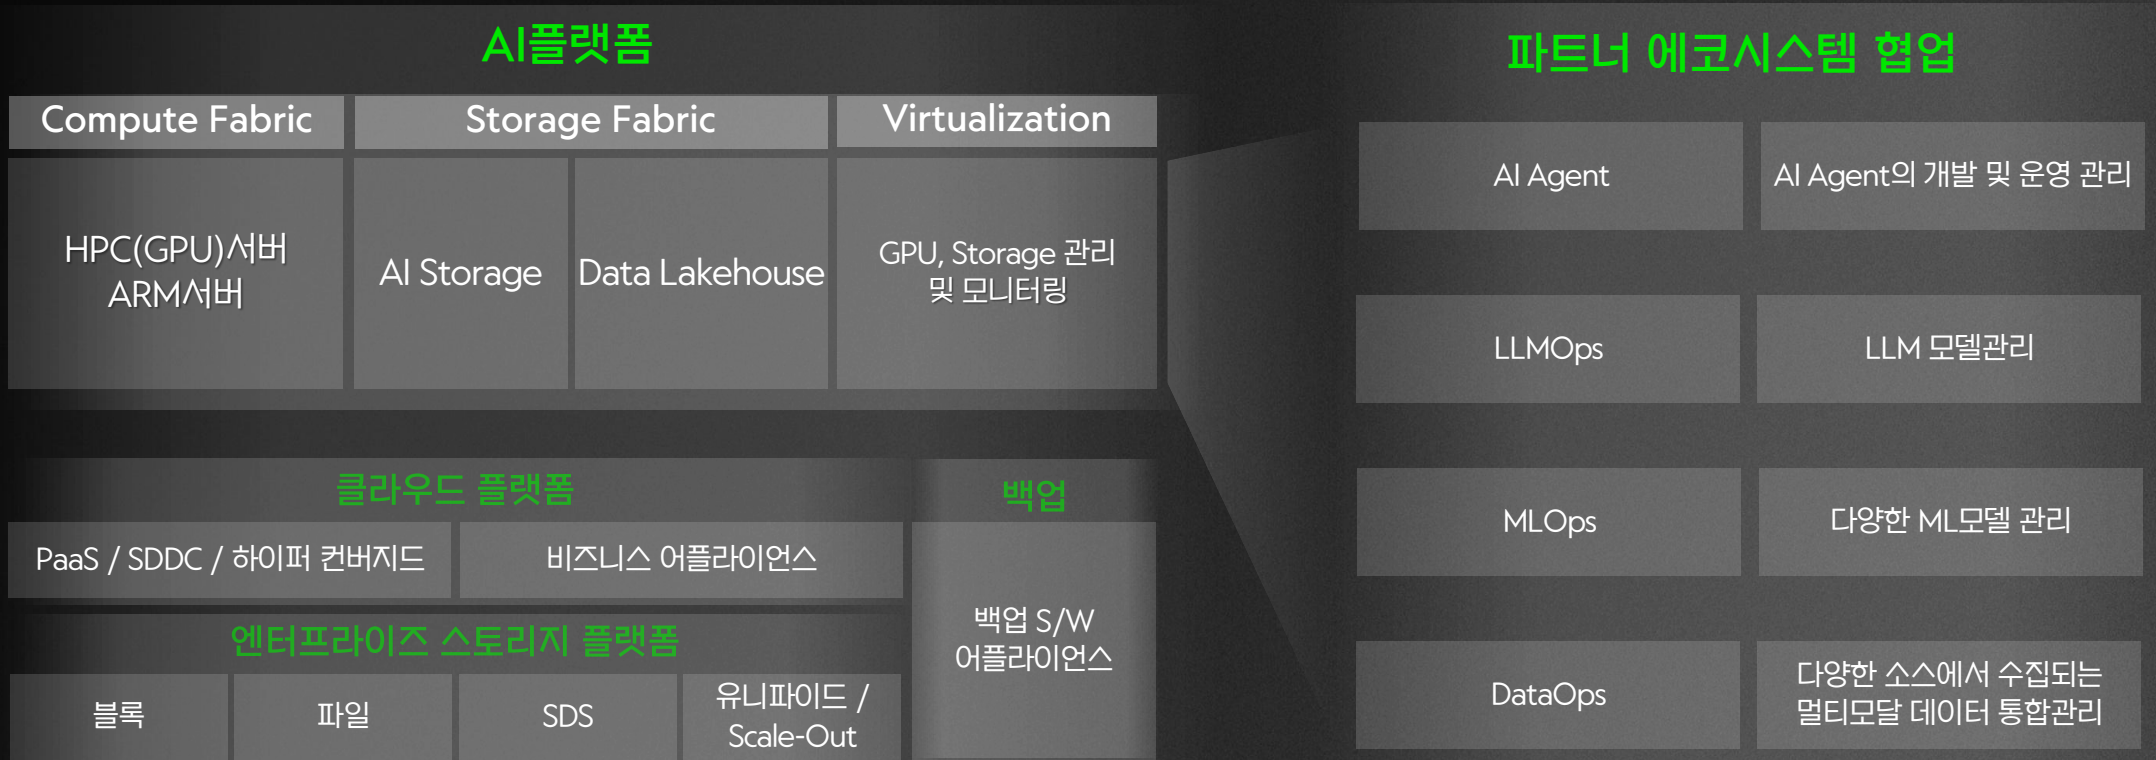 AI플랫폼
Compute Fabric
Storage Fabric
Virtualization
HPC(GPU)서버
ARM서버
AI Storage
Data Lakehouse
GPU, Storage 관리
및 모니터링
클라우드 플랫폼
PaaS / SDDC / 하이퍼 컨버지드
비즈니스 어플라이언스
엔터프라이즈 스토리지 플랫폼
블록
파일
SDS
유니파이드 /
Scale-Out
백업
백업 S/W
어플라이언스
파트너 에코시스템 협업
AI Agent
AI Agent의 개발 및 운영 관리
LLMOps
LLM 모델관리
MLOps
다양한 ML모델 관리
DataOps
다양한 소스에서 수집되는
멀티모달 데이터 통합관리